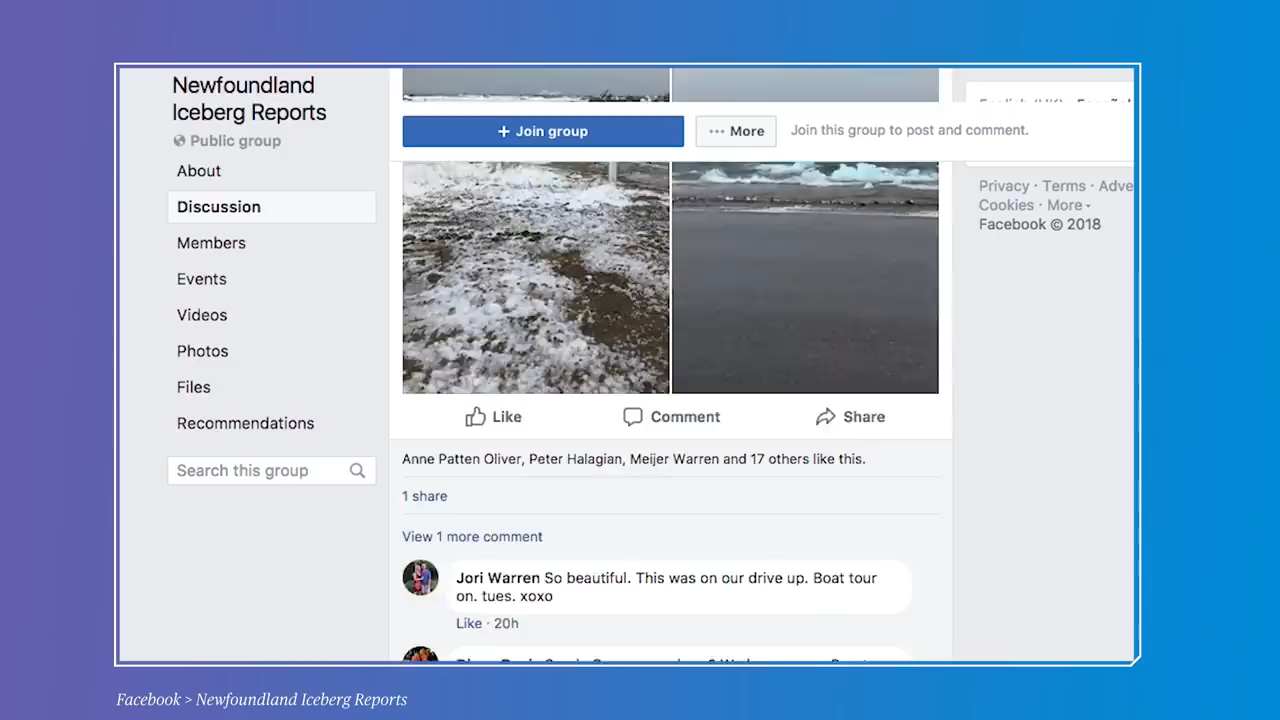 Newfoundland
Iceberg Reports
Public group
About
Discussion
Members
Events
Videos
Photos
Files
Recommendations
Search this group
+ Join group
··· More
Join this group to post and comment.
Like
Comment
Share
Anne Patten Oliver, Peter Halagian, Meijer Warren and 17 others like this.
1 share
View 1 more comment
Jori Warren So beautiful. This was on our drive up. Boat tour
on. tues. xoxo
Like · 20h
Privacy · Terms · Adve
Cookies · More
Facebook © 2018
Facebook > Newfoundland Iceberg Reports